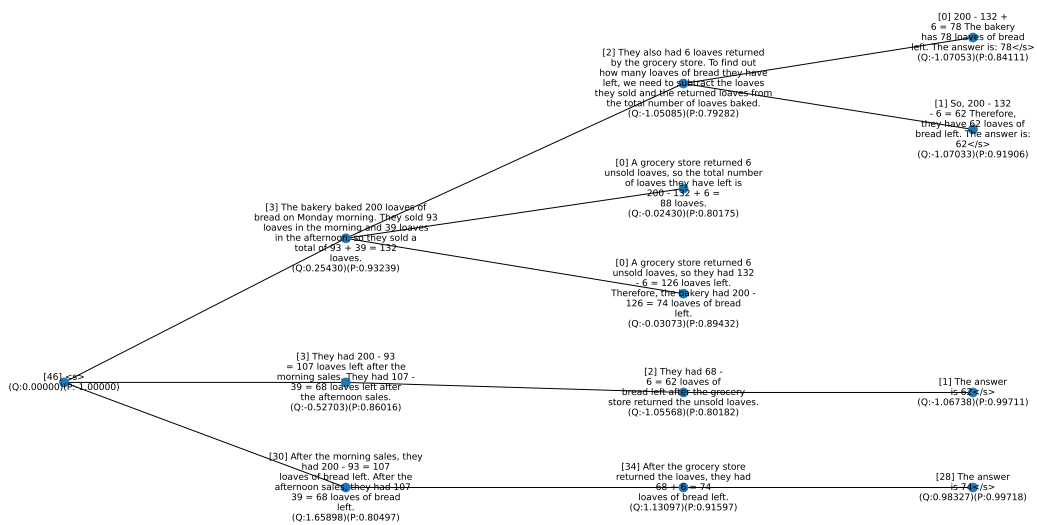 [46] <s>
(Q:0.00000)(P:-1.00000)
[3] The bakery baked 200 loaves of
bread on Monday morning. They sold 93
loaves in the morning and 39 loaves
in the afternoon, so they sold a
total of 93 + 39 = 132
loaves.
(Q:0.25430)(P:0.93239)
[2] They also had 6 loaves returned
by the grocery store. To find out
how many loaves of bread they have
left, we need to subtract the loaves
they sold and the returned loaves from
the total number of loaves baked.
(Q:-1.05085)(P:0.79282)
[0] 200 - 132 +
6 = 78 The bakery
has 78 loaves of bread
left. The answer is: 78</s>
(Q:-1.07053)(P:0.84111)
[1] So, 200 - 132
- 6 = 62 Therefore,
they have 62 loaves of
bread left. The answer is:
62</s>
(Q:-1.07033)(P:0.91906)
[0] A grocery store returned 6
unsold loaves, so the total number
of loaves they have left is
200 - 132 + 6 =
88 loaves.
(Q:-0.02430)(P:0.80175)
[0] A grocery store returned 6
unsold loaves, so they had 132
- 6 = 126 loaves left.
Therefore, the bakery had 200 -
126 = 74 loaves of bread
left.
(Q:-0.03073)(P:0.89432)
[3] They had 200 - 93
= 107 loaves left after the
morning sales. They had 107 -
39 = 68 loaves left after
the afternoon sales.
(Q:-0.52703)(P:0.86016)
[2] They had 68 -
6 = 62 loaves of
bread left after the grocery
store returned the unsold loaves.
(Q:-1.05568)(P:0.80182)
[1] The answer
is 62</s>
(Q:-1.06738)(P:0.99711)
[30] After the morning sales, they
had 200 - 93 = 107
loaves of bread left. After the
afternoon sales, they had 107 -
39 = 68 loaves of bread
left.
(Q:1.65898)(P:0.80497)
[34] After the grocery store
returned the loaves, they had
68 + 6 = 74
loaves of bread left.
(Q:1.13097)(P:0.91597)
[28] The answer
is 74</s>
(Q:0.98327)(P:0.99718)